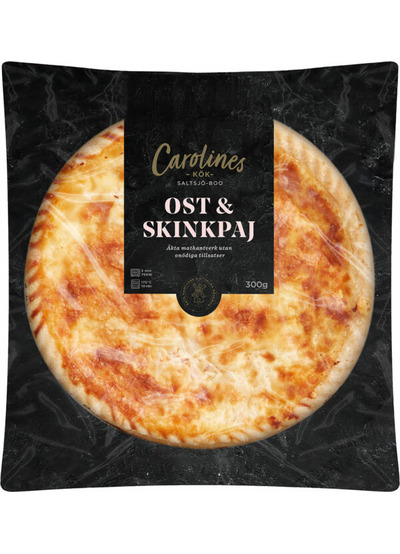 Carolines
- KÖK -
SALTSJÖ-BOO
OST &
SKINKPAJ
Äkta mathantverk utan
onödiga tillsatser
300g